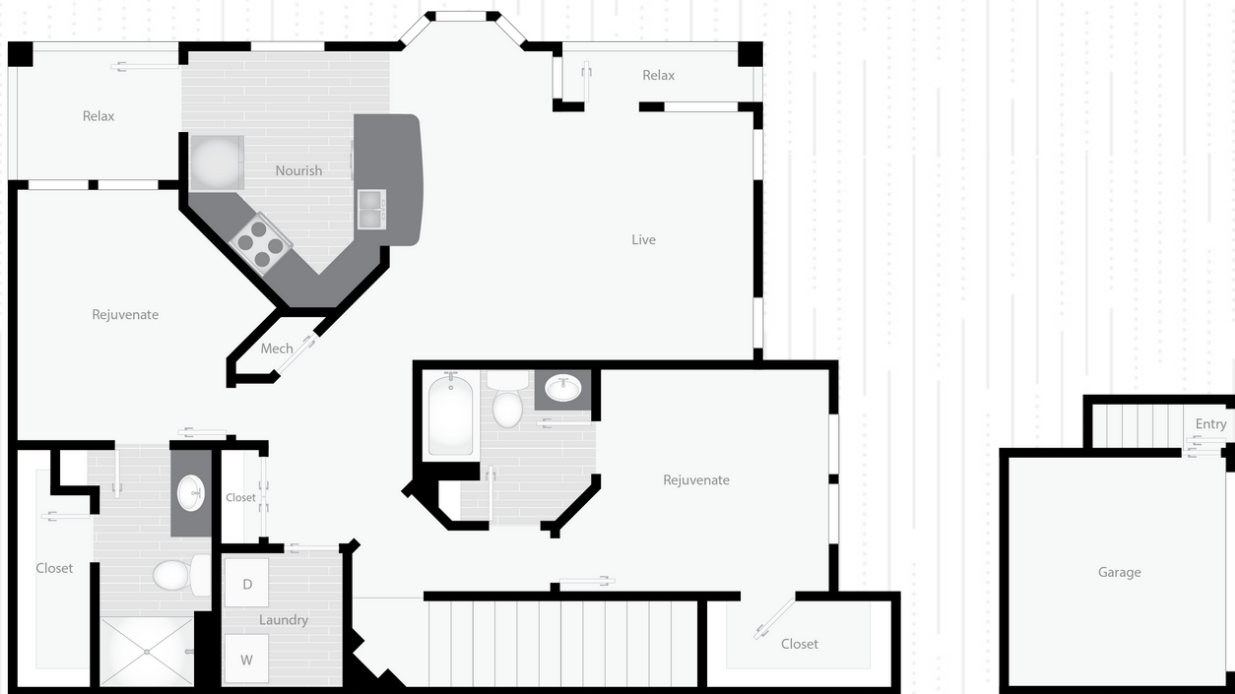 Relax
Relax
Nourish
Live
Rejuvenate
Mech
Entry
Rejuvenate
Closet
Closet
Garage
D
Laundry
Closet
W